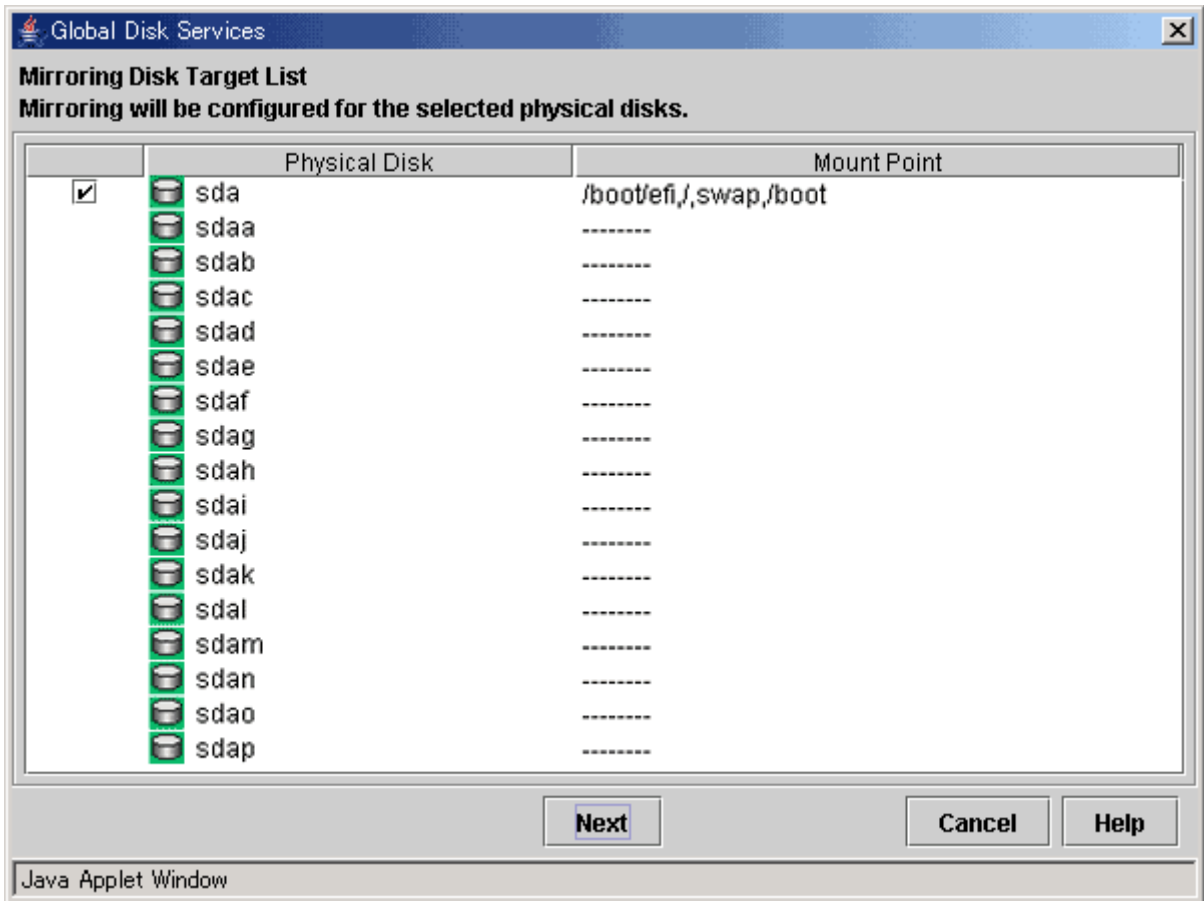 Global Disk Services
Mirroring Disk Target List
Mirroring will be configured for the selected physical disks.
Physical Disk Mount Point
sda /boot/efi,/,swap,/boot
sdaa --------
sdab --------
sdac --------
sdad --------
sdae --------
sdaf --------
sdag --------
sdah --------
sdai --------
sdaj --------
sdak --------
sdal --------
sdam --------
sdan --------
sdao --------
sdap --------
Next Cancel Help
Java Applet Window